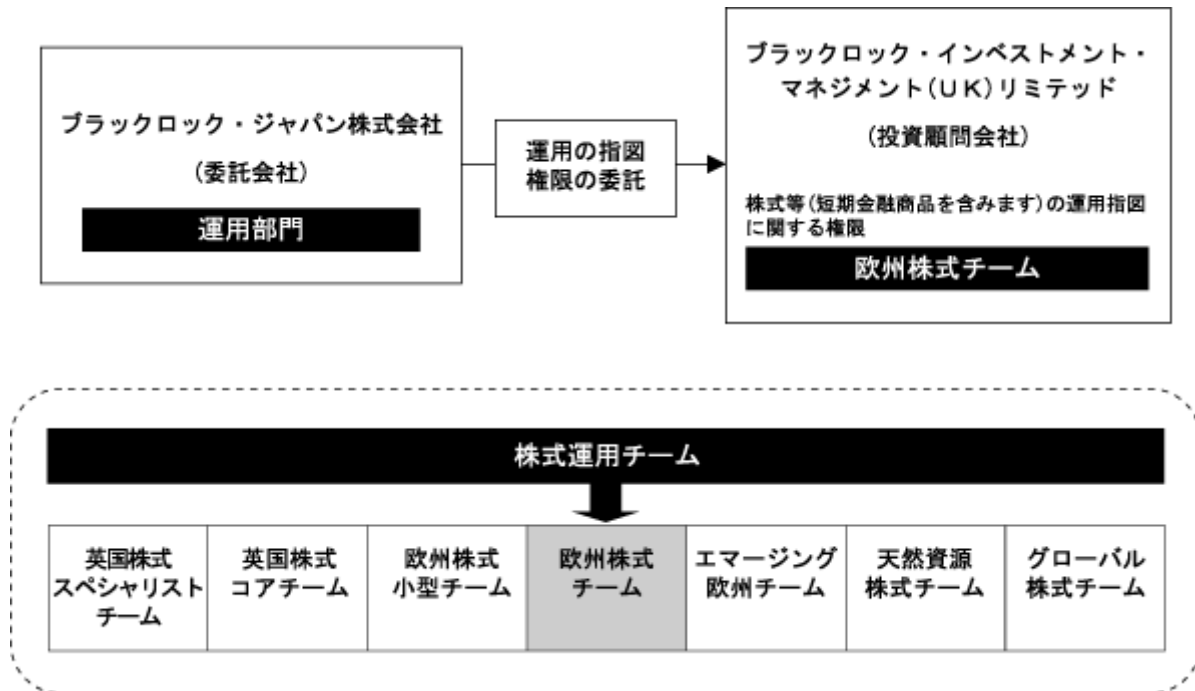 ブラックロック・ジャパン株式会社
(委託会社)
運用部門
運用の指図
権限の委託
ブラックロック・インベストメント・
マネジメント(UK)リミテッド
(投資顧問会社)
株式等(短期金融商品を含みます)の運用指図
に関する権限
欧州株式チーム
株式運用チーム
英国株式
スペシャリスト
チーム
英国株式
コアチーム
欧州株式
小型チーム
欧州株式
チーム
エマージング
欧州チーム
天然資源
株式チーム
グローバル
株式チーム